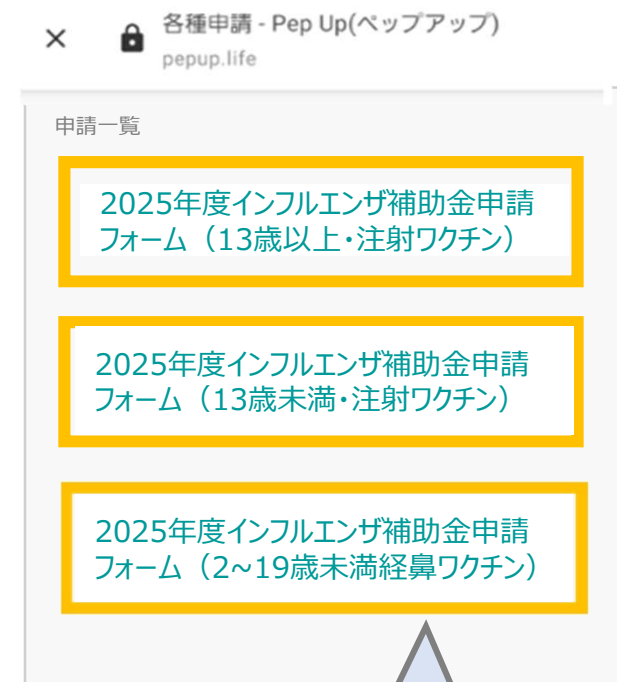 各種申請 - Pep Up(ペップアップ)
pepup.life
申請一覧
2025年度インフルエンザ補助金申請
フォーム（13歳以上・注射ワクチン）
2025年度インフルエンザ補助金申請
フォーム（13歳未満・注射ワクチン）
2025年度インフルエンザ補助金申請
フォーム（2~19歳未満経鼻ワクチン）